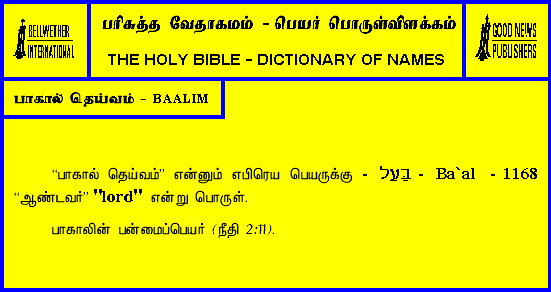 BELLWETHER
INTERNATIONAL
பரிசுத்த வேதாகமம் - பெயர் பொருள்விளக்கம்
THE HOLY BIBLE - DICTIONARY OF NAMES
GOOD NEWS
PUBLISHERS
பாகால் தெய்வம் - BAALIM
“பாகால் தெய்வம்” என்னும் எபிரெய பெயருக்கு - בַּעַל - Ba`al - 1168
“ஆண்டவர்” "lord" என்று பொருள்.
பாகாலின் பன்மைப்பெயர் (நீதி 2:11).